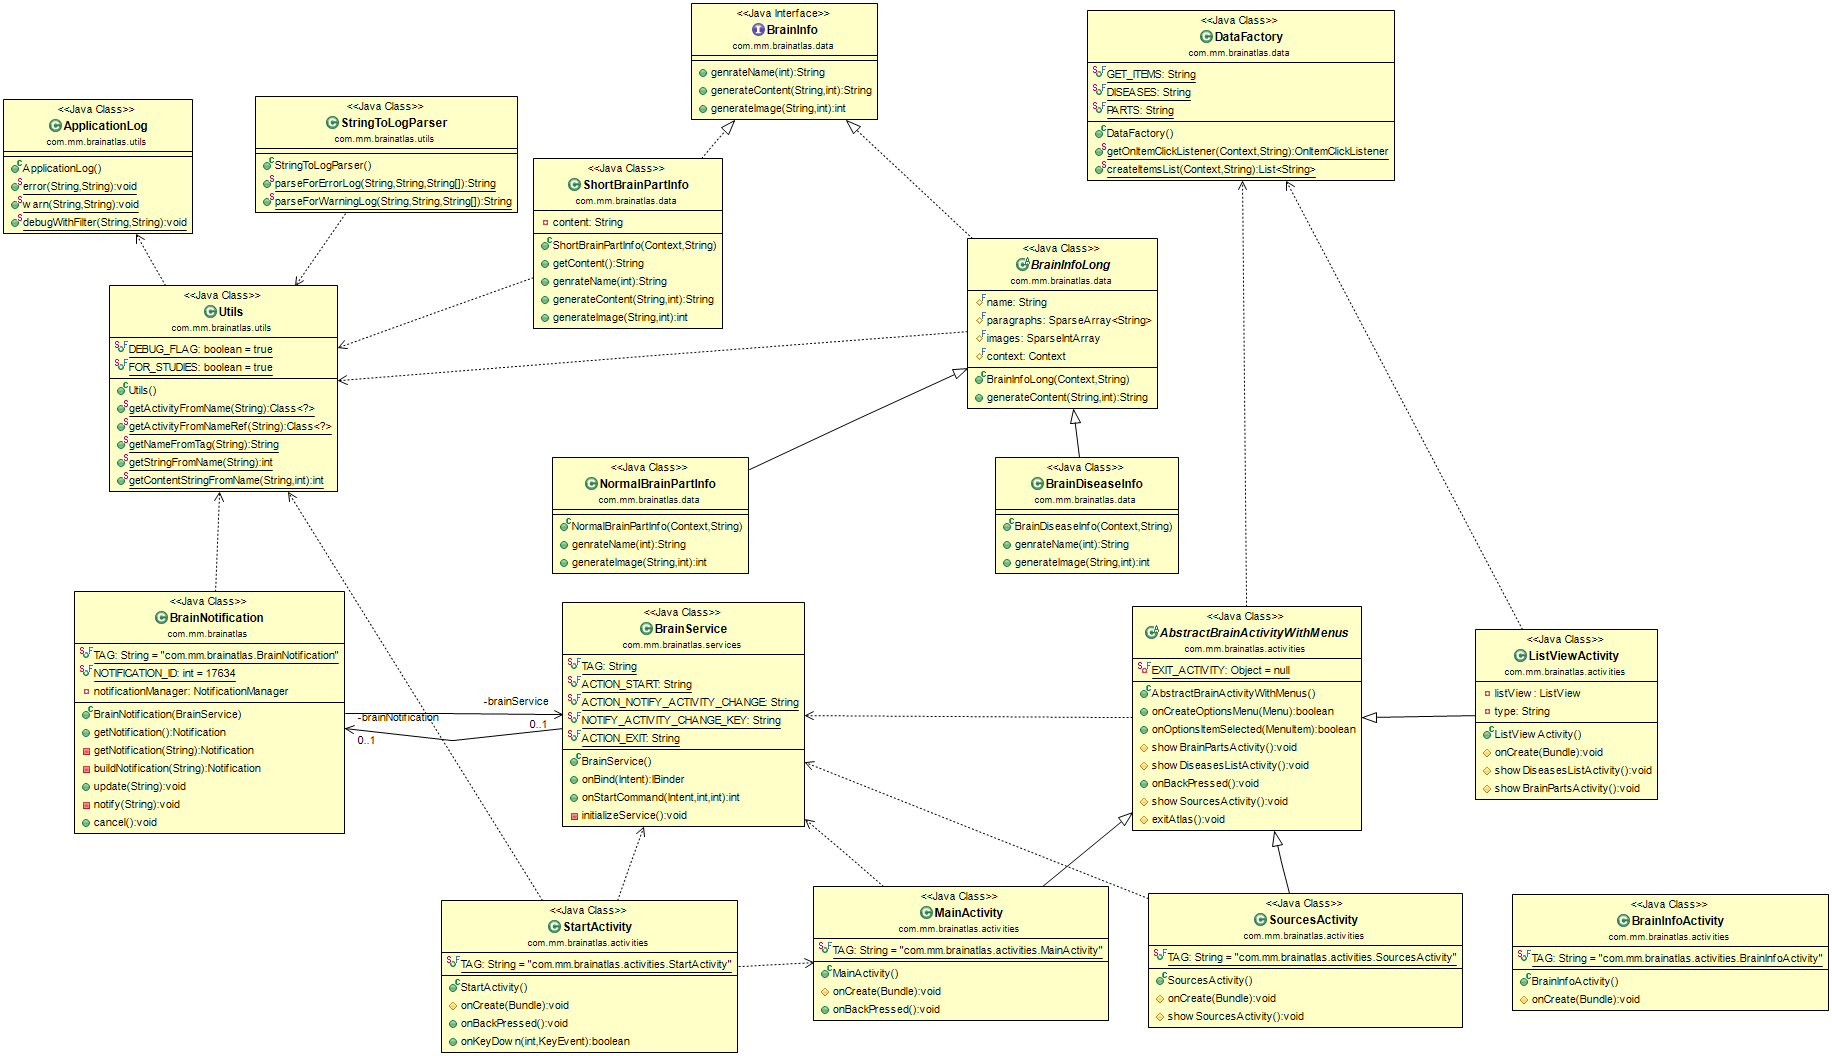 <<Java Interface>>
BrainInfo
com.mm.brainatlas.data
genrateName(int):String
generateContent(String,int):String
generateImage(String,int):int
<<Java Class>>
DataFactory
com.mm.brainatlas.data
GET_ITEMS: String
DISEASES: String
PARTS: String
DataFactory()
getOnItemClickListener(Context,String):OnItemClickListener
createItemsList(Context,String):List<String>
<<Java Class>>
ApplicationLog
com.mm.brainatlas.utils
ApplicationLog()
error(String,String):void
warn(String,String):void
debugWithFilter(String,String):void
<<Java Class>>
StringToLogParser
com.mm.brainatlas.utils
StringToLogParser()
parseForErrorLog(String,String,String[]):String
parseForWarningLog(String,String,String[]):String
<<Java Class>>
ShortBrainPartInfo
com.mm.brainatlas.data
content: String
ShortBrainPartInfo(Context,String)
getContent():String
genrateName(int):String
generateContent(String,int):String
generateImage(String,int):int
<<Java Class>>
BrainInfoLong
com.mm.brainatlas.data
name: String
paragraphs: SparseArray<String>
images: SparseIntArray
context: Context
BrainInfoLong(Context,String)
generateContent(String,int):String
<<Java Class>>
Utils
com.mm.brainatlas.utils
DEBUG_FLAG: boolean = true
FOR_STUDIES: boolean = true
Utils()
getActivityFromName(String):Class<?>
getActivityFromNameRef(String):Class<?>
getNameFromTag(String):String
getStringFromName(String):int
getContentStringFromName(String,int):int
<<Java Class>>
NormalBrainPartInfo
com.mm.brainatlas.data
NormalBrainPartInfo(Context,String)
genrateName(int):String
generateImage(String,int):int
<<Java Class>>
BrainDiseaseInfo
com.mm.brainatlas.data
BrainDiseaseInfo(Context,String)
genrateName(int):String
generateImage(String,int):int
<<Java Class>>
BrainNotification
com.mm.brainatlas
TAG: String = "com.mm.brainatlas.BrainNotification"
NOTIFICATION_ID: int = 17634
notificationManager: NotificationManager
BrainNotification(BrainService)
getNotification():Notification
getNotification(String):Notification
buildNotification(String):Notification
update(String):void
notify(String):void
cancel():void
-brainService
0..1
-brainNotification
0..1
<<Java Class>>
BrainService
com.mm.brainatlas.services
TAG: String
ACTION_START: String
ACTION_NOTIFY_ACTIVITY_CHANGE: String
NOTIFY_ACTIVITY_CHANGE_KEY: String
ACTION_EXIT: String
BrainService()
onBind(Intent):IBinder
onStartCommand(Intent,int,int):int
initializeService():void
<<Java Class>>
AbstractBrainActivityWithMenus
com.mm.brainatlas.activities
EXIT_ACTIVITY: Object = null
AbstractBrainActivityWithMenus()
onCreateOptionsMenu(Menu):boolean
onOptionsItemSelected(MenuItem):boolean
showBrainPartsActivity():void
showDiseasesListActivity():void
onBackPressed():void
showSourcesActivity():void
exitAtlas():void
<<Java Class>>
ListViewActivity
com.mm.brainatlas.activities
listView: ListView
type: String
ListViewActivity()
onCreate(Bundle):void
showDiseasesListActivity():void
showBrainPartsActivity():void
<<Java Class>>
StartActivity
com.mm.brainatlas.activities
TAG: String = "com.mm.brainatlas.activities.StartActivity"
StartActivity()
onCreate(Bundle):void
onBackPressed():void
onKeyDown(int,KeyEvent):boolean
<<Java Class>>
MainActivity
com.mm.brainatlas.activities
TAG: String = "com.mm.brainatlas.activities.MainActivity"
MainActivity()
onCreate(Bundle):void
onBackPressed():void
<<Java Class>>
SourcesActivity
com.mm.brainatlas.activities
TAG: String = "com.mm.brainatlas.activities.SourcesActivity"
SourcesActivity()
onCreate(Bundle):void
showSourcesActivity():void
<<Java Class>>
BrainInfoActivity
com.mm.brainatlas.activities
TAG: String = "com.mm.brainatlas.activities.BrainInfoActivity"
BrainInfoActivity()
onCreate(Bundle):void